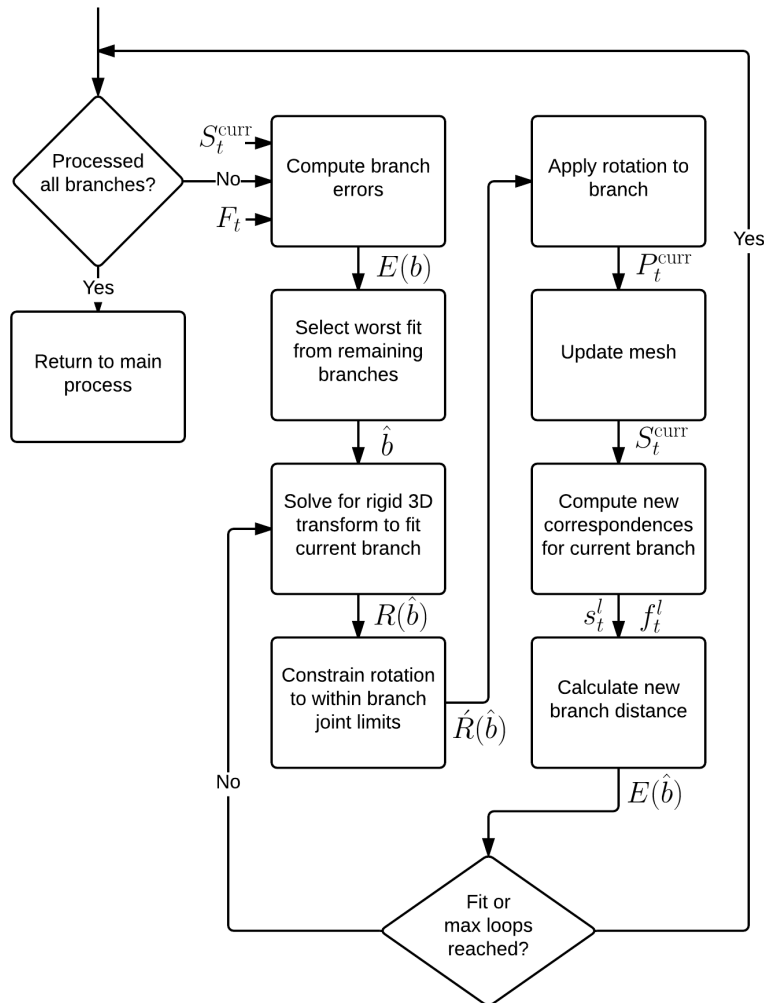 Processed
all branches?
No
Yes
Return to main
process
S_t^curr
F_t
Compute branch
errors
E(b)
Select worst fit
from remaining
branches
b̂
Solve for rigid 3D
transform to fit
current branch
R(b̂)
Constrain rotation
to within branch
joint limits
Ŕ(b̂)
Apply rotation to
branch
P_t^curr
Update mesh
S_t^curr
Compute new
correspondences
for current branch
s_t^l f_t^l
Calculate new
branch distance
E(b̂)
Fit or
max loops
reached?
No
Yes